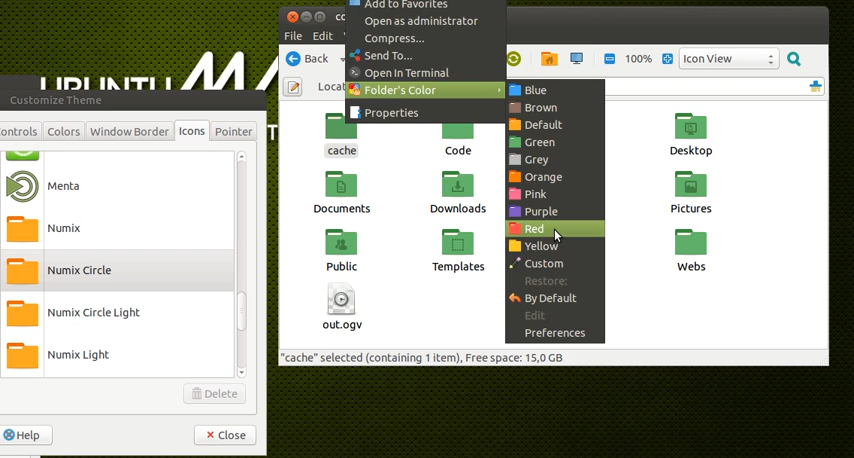 UBUNTU MA
Customize Theme
ontrols Colors Window Border Icons Pointer
Menta
Numix
Numix Circle
Numix Circle Light
Numix Light
Delete
Help
Close
File Edit
Back
100%
Icon View
Locat
Add to Favorites
Open as administrator
Compress...
Send To...
Open In Terminal
Folder's Color
Properties
Blue
Brown
Default
Green
Grey
Orange
Pink
Purple
Red
Yellow
Custom
Restore:
By Default
Edit
Preferences
cache Code Desktop
Documents Downloads Pictures
Public Templates Webs
out.ogv
"cache" selected (containing 1 item), Free space: 15,0 GB